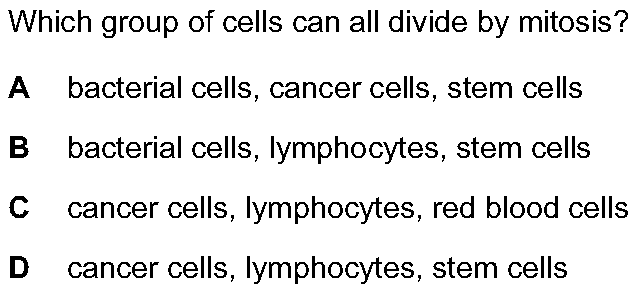 Which group of cells can all divide by mitosis?
A bacterial cells, cancer cells, stem cells
B bacterial cells, lymphocytes, stem cells
C cancer cells, lymphocytes, red blood cells
D cancer cells, lymphocytes, stem cells